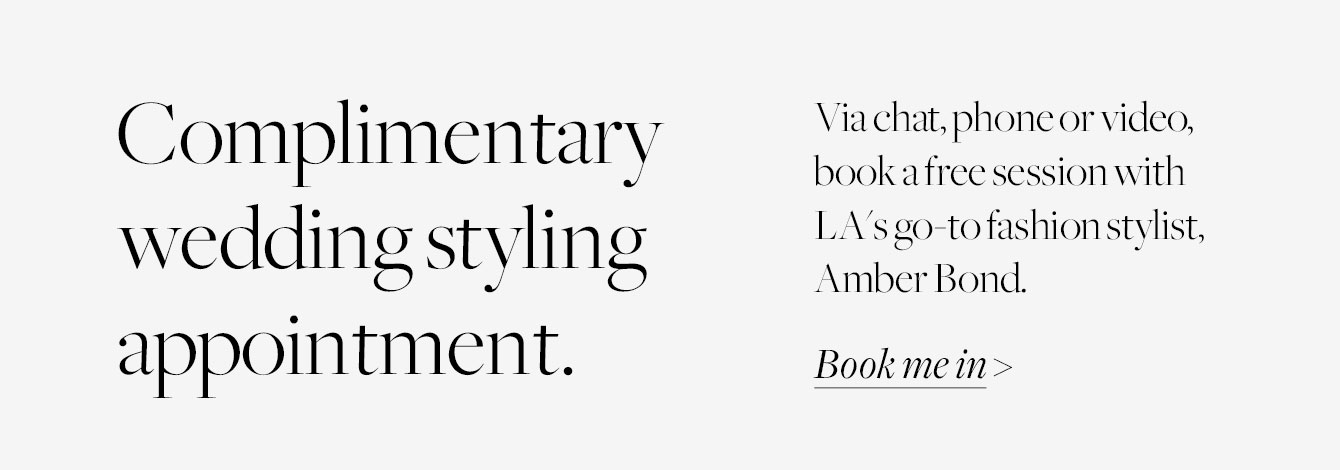 Complimentary
wedding styling
appointment.
Via chat, phone or video,
book a free session with
LA's go-to fashion stylist,
Amber Bond.
Book me in >